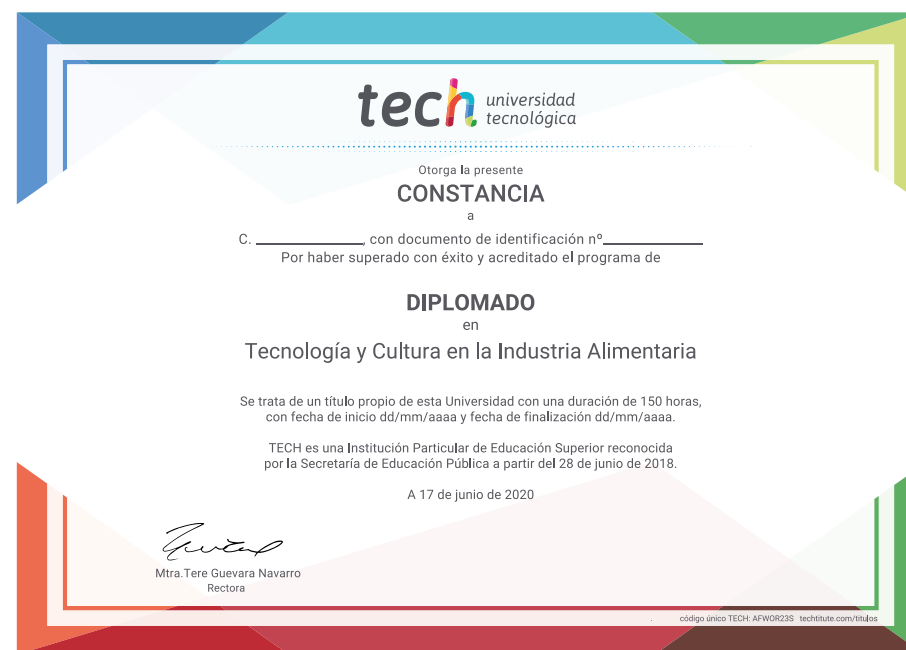 tech universidad
tecnológica
Otorga la presente
CONSTANCIA
a
C. ______________, con documento de identificación nº_____________
Por haber superado con éxito y acreditado el programa de
DIPLOMADO
en
Tecnología y Cultura en la Industria Alimentaria
Se trata de un título propio de esta Universidad con una duración de 150 horas,
con fecha de inicio dd/mm/aaaa y fecha de finalización dd/mm/aaaa.
TECH es una Institución Particular de Educación Superior reconocida
por la Secretaría de Educación Pública a partir del 28 de junio de 2018.
A 17 de junio de 2020
Mtra.Tere Guevara Navarro
Rectora
código único TECH: AFWOR23S techtitute.com/titulos